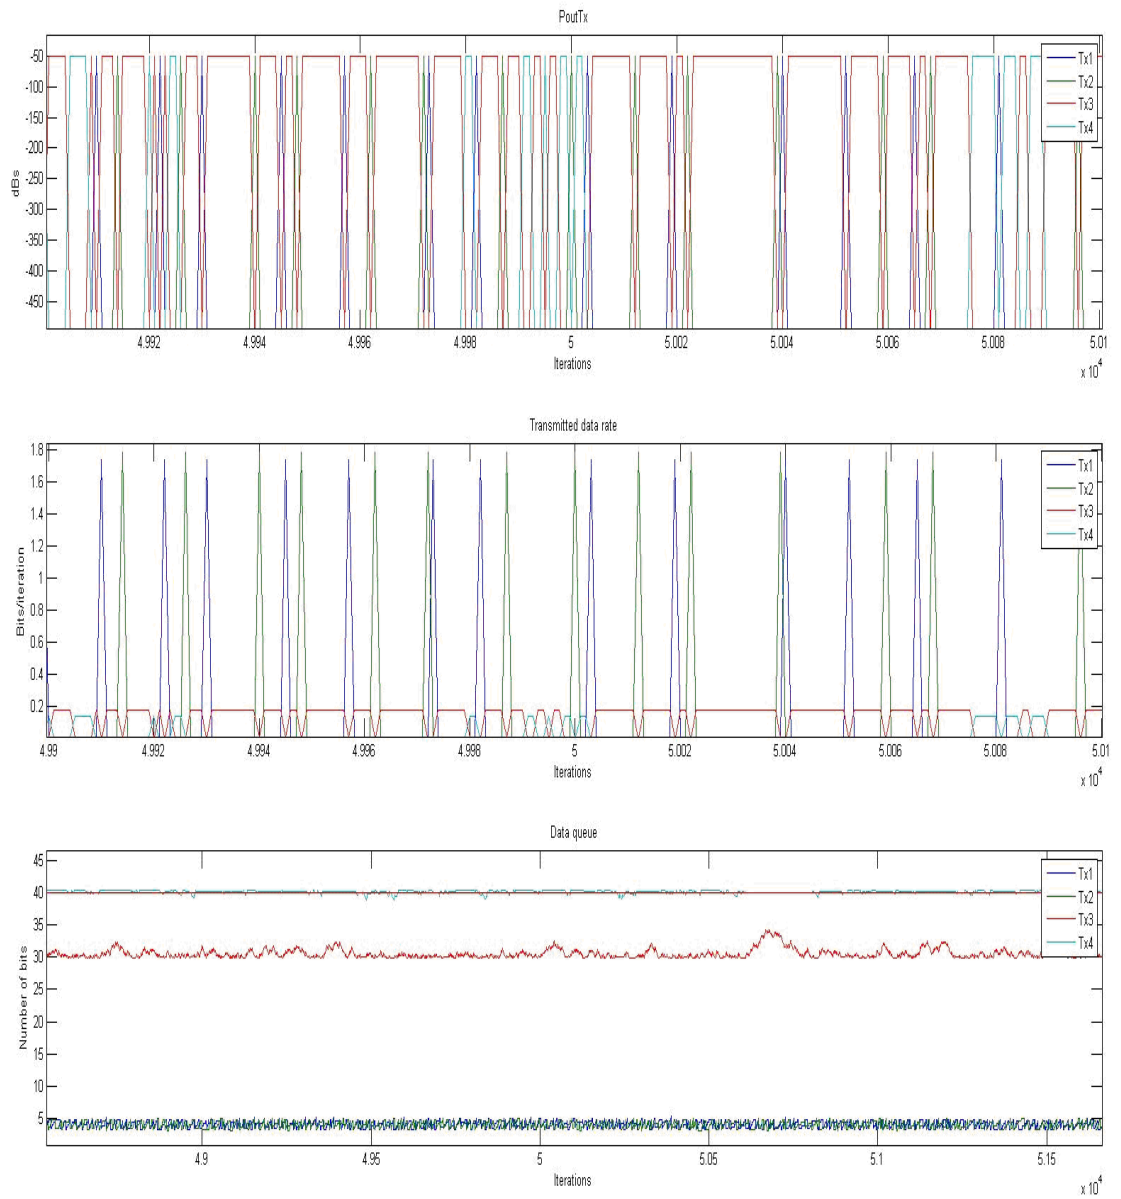 PoutTx
-50
-100
-150
-200
-250
-300
-350
-400
-450
dBs
Tx1
Tx2
Tx3
Tx4
4.992 4.994 4.996 4.998 5 5.002 5.004 5.006 5.008 5.01
Iterations
x 10^4
Transmitted data rate
1.8
1.6
1.4
1.2
1
0.8
0.6
0.4
0.2
Bits/iteration
Tx1
Tx2
Tx3
Tx4
4.99 4.992 4.994 4.996 4.998 5 5.002 5.004 5.006 5.008 5.01
Iterations
x 10^4
Data queue
45
40
35
30
25
20
15
10
5
Number of bits
Tx1
Tx2
Tx3
Tx4
4.9 4.95 5 5.05 5.1 5.15
Iterations
x 10^4